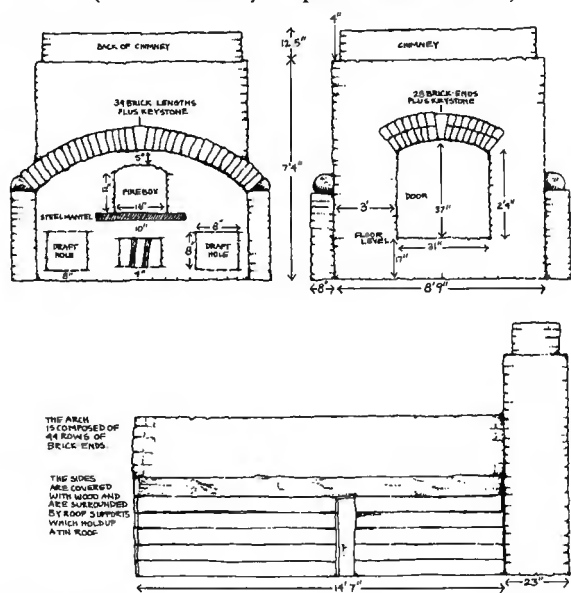 BACK OF CHIMNEY
34 BRICK LENGTHS
PLUS KEYSTONE
5"
FIREBOX
16"
STEEL MANTEL
10"
DRAFT
HOLE
8"
8"
8"
DRAFT
HOLE
12.5"
7'4"
4"
CHIMNEY
28 BRICK-ENDS
PLUS KEYSTONE
3'
DOOR
37"
2'4"
FLOOR
LEVEL
31"
17"
8"
8'9"
THE ARCH
IS COMPOSED OF
44 ROWS OF
BRICK-ENDS.
THE SIDES
ARE COVERED
WITH WOOD AND
ARE SURROUNDED
BY ROOF SUPPORTS
WHICH HOLD UP
A TIN ROOF
14'7"
23"